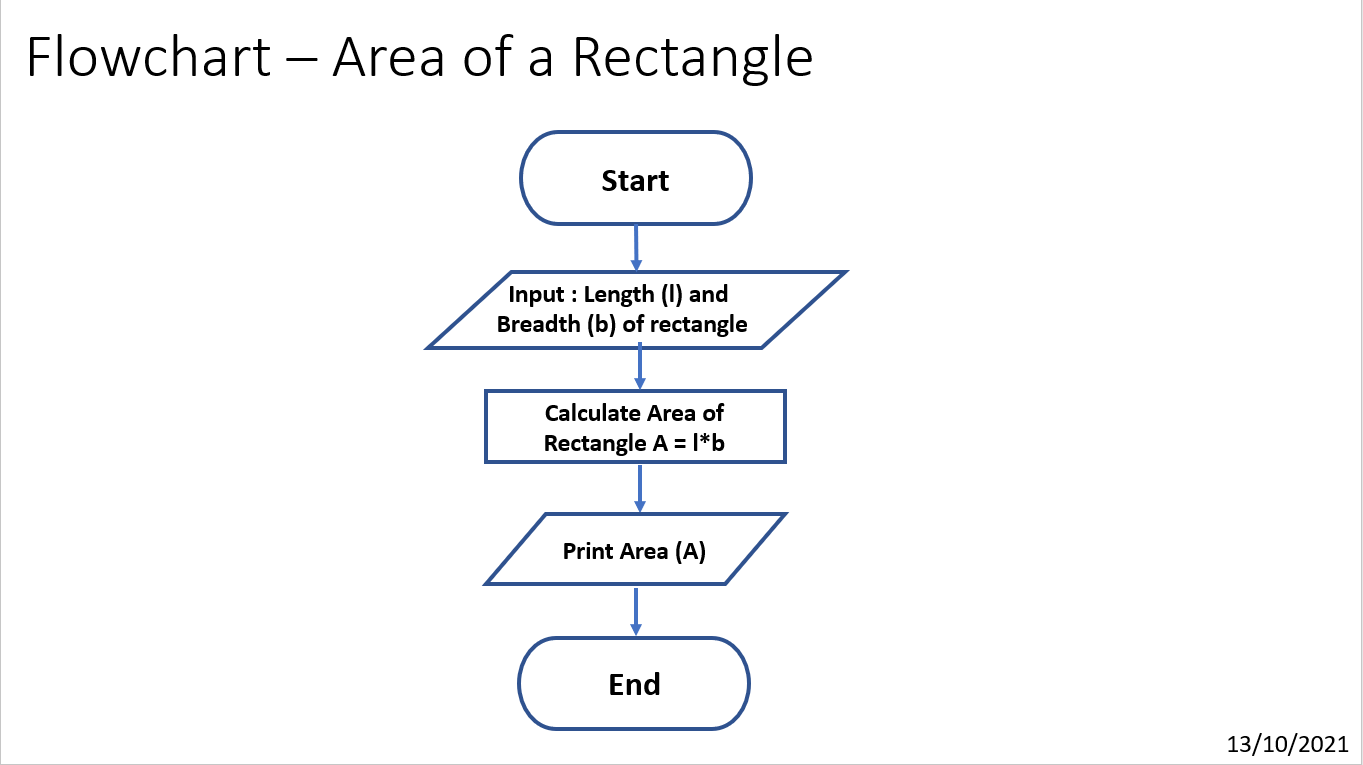 Flowchart – Area of a Rectangle
Start
Input : Length (l) and
Breadth (b) of rectangle
Calculate Area of
Rectangle A = l*b
Print Area (A)
End
13/10/2021